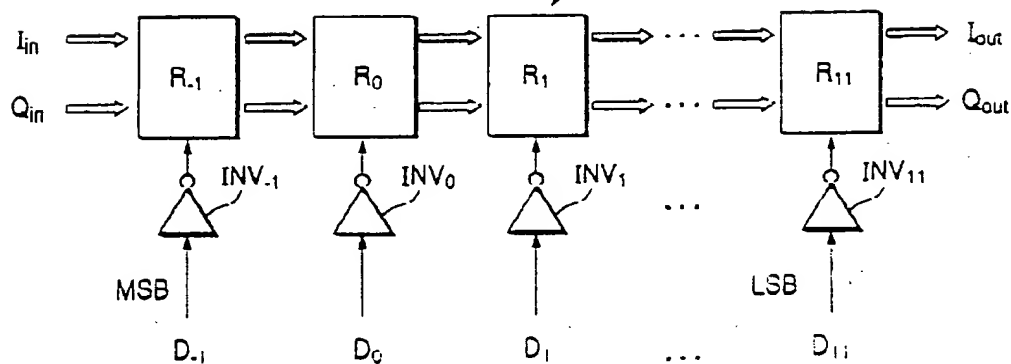 I_in R_-1 R_0 R_1 ... R_11 I_out
Q_in ... Q_out
INV_-1 INV_0 INV_1 ... INV_11
MSB LSB
D_-1 D_0 D_1 ... D_11